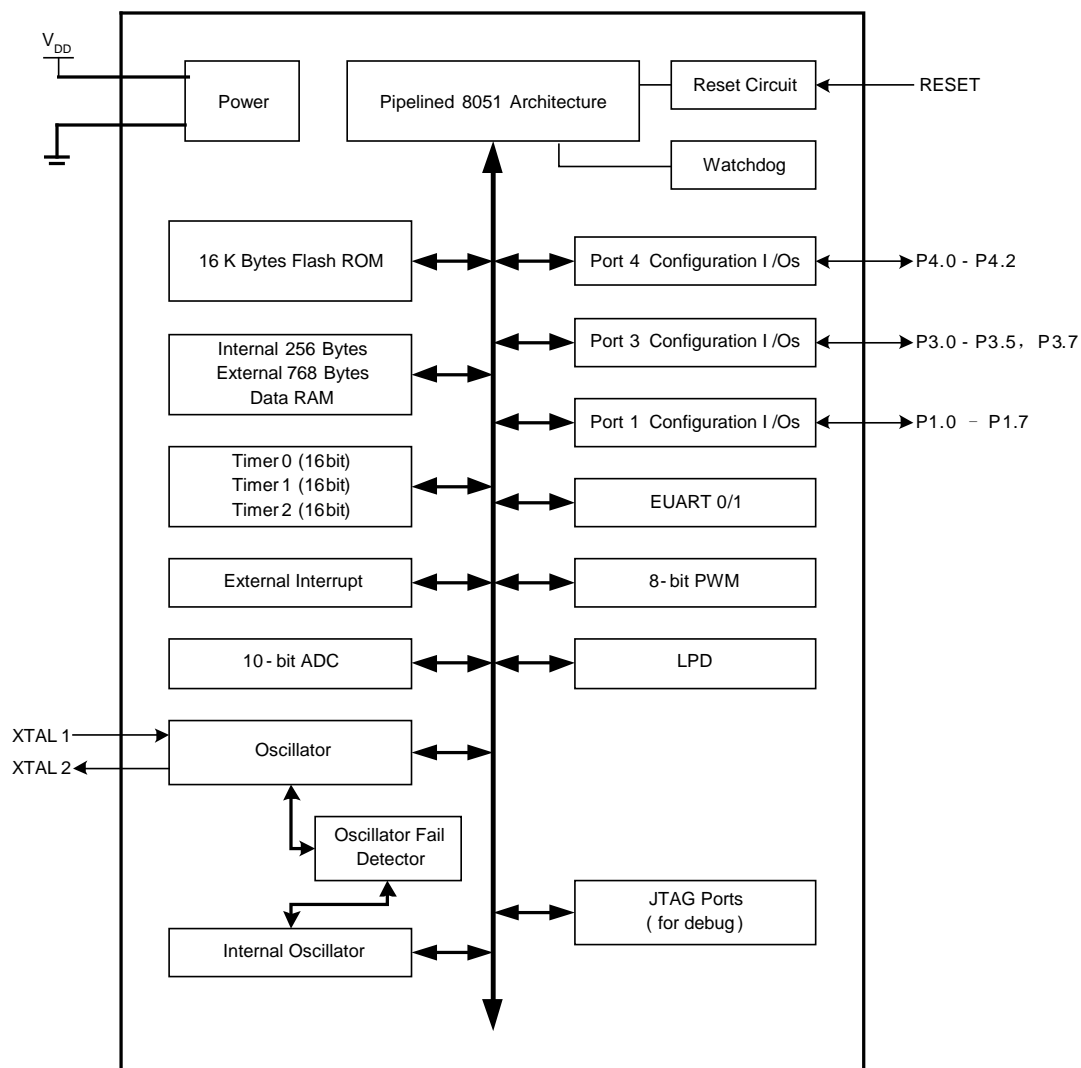 VDD
Power
Pipelined 8051 Architecture
Reset Circuit
RESET
Watchdog
16 K Bytes Flash ROM
Port 4 Configuration I /Os
P4.0 - P4.2
Internal 256 Bytes
External 768 Bytes
Data RAM
Port 3 Configuration I /Os
P3.0 - P3.5，P3.7
Port 1 Configuration I /Os
P1.0 – P1.7
Timer 0 (16bit)
Timer 1 (16bit)
Timer 2 (16bit)
EUART 0/1
External Interrupt
8-bit PWM
10-bit ADC
LPD
XTAL 1
XTAL 2
Oscillator
Oscillator Fail
Detector
JTAG Ports
( for debug )
Internal Oscillator